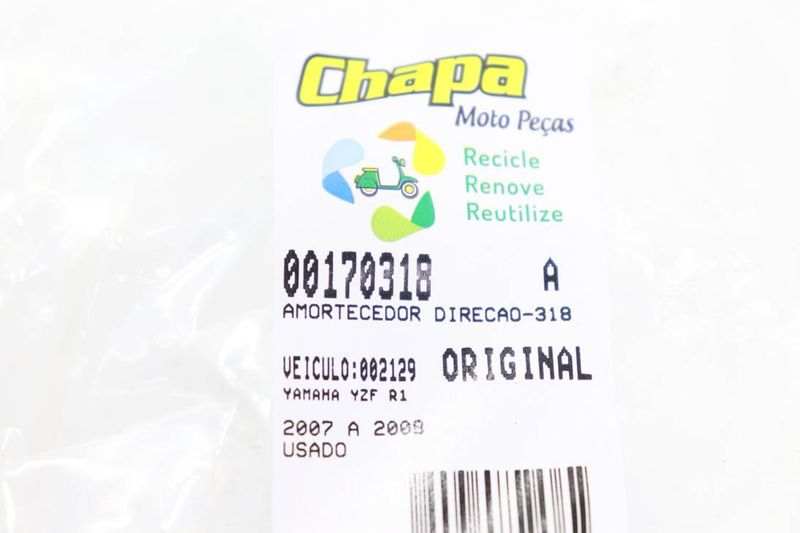 Chapa
Moto Peças
Recicle
Renove
Reutilize
00170318 A
AMORTECEDOR DIRECAO-318
VEICULO:002129 ORIGINAL
YAMAHA YZF R1
2007 A 2008
USADO